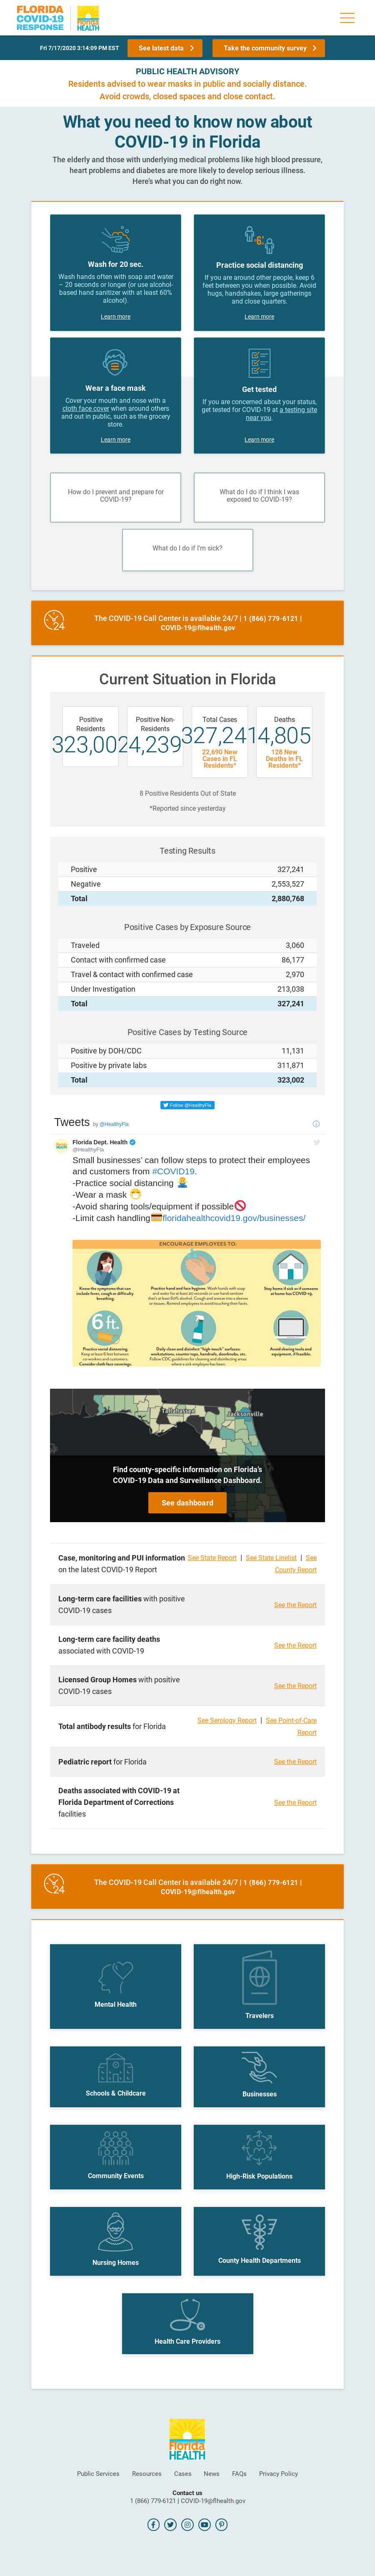 FLORIDA
COVID-19
RESPONSE
Florida
HEALTH
Fri 7/17/2020 3:14:09 PM EST
See latest data
Take the community survey
PUBLIC HEALTH ADVISORY
Residents advised to wear masks in public and socially distance.
Avoid crowds, closed spaces and close contact.
What you need to know now about
COVID-19 in Florida
The elderly and those with underlying medical problems like high blood pressure,
heart problems and diabetes are more likely to develop serious illness.
Here's what you can do right now.
Wash for 20 sec.
Wash hands often with soap and water
– 20 seconds or longer (or use alcohol-
based hand sanitizer with at least 60%
alcohol).
Learn more
Practice social distancing
If you are around other people, keep 6
feet between you when possible. Avoid
hugs, handshakes, large gatherings
and close quarters.
Learn more
Wear a face mask
Cover your mouth and nose with a
cloth face cover when around others
and out in public, such as the grocery
store.
Learn more
Get tested
If you are concerned about your status,
get tested for COVID-19 at a testing site
near you.
Learn more
How do I prevent and prepare for
COVID-19?
What do I do if I think I was
exposed to COVID-19?
What do I do if I'm sick?
24
The COVID-19 Call Center is available 24/7 | 1 (866) 779-6121 |
COVID-19@flhealth.gov
Current Situation in Florida
Positive
Residents
323,002
Positive Non-
Residents
4,239
Total Cases
327,241
22,690 New
Cases in FL
Residents*
Deaths
4,805
128 New
Deaths in FL
Residents*
8 Positive Residents Out of State
*Reported since yesterday
Testing Results
Positive 327,241
Negative 2,553,527
Total 2,880,768
Positive Cases by Exposure Source
Traveled 3,060
Contact with confirmed case 86,177
Travel & contact with confirmed case 2,970
Under Investigation 213,038
Total 327,241
Positive Cases by Testing Source
Positive by DOH/CDC 11,131
Positive by private labs 311,871
Total 323,002
Follow @HealthyFla
Tweets by @HealthyFla
Florida Dept. Health
@HealthyFla
Small businesses' can follow steps to protect their employees
and customers from #COVID19.
-Practice social distancing
-Wear a mask
-Avoid sharing tools/equipment if possible
-Limit cash handling floridahealthcovid19.gov/businesses/
ENCOURAGE EMPLOYEES TO:
Know the symptoms that can
include fever, cough or difficulty
breathing.
Practice hand and surface hygiene.
Wash hands with soap and water
frequently or use hand sanitizer with
at least 60% alcohol. Cough and
sneeze into a sleeve or tissue.
Remind employees to
avoid touching their faces.
Stay home if sick or if someone
at home has COVID-19.
6 ft.
Practice social distancing.
Keep at least 6 feet between
workers and customers.
Consider cloth face covers.
Daily clean and disinfect "high-touch" surfaces:
workstations, counter tops, handrails, doorknobs, etc.
Follow CDC guidelines for disinfecting areas where
a sick employee was.
Avoid sharing tools and
equipment, if feasible.
Tallahassee
Jacksonville
Find county-specific information on Florida's
COVID-19 Data and Surveillance Dashboard.
See dashboard
Case, monitoring and PUI information
on the latest COVID-19 Report
See State Report | See State Linelist | See
County Report
Long-term care facilities with positive
COVID-19 cases
See the Report
Long-term care facility deaths
associated with COVID-19
See the Report
Licensed Group Homes with positive
COVID-19 cases
See the Report
Total antibody results for Florida
See Serology Report | See Point-of-Care
Report
Pediatric report for Florida
See the Report
Deaths associated with COVID-19 at
Florida Department of Corrections
facilities
See the Report
24
The COVID-19 Call Center is available 24/7 | 1 (866) 779-6121 |
COVID-19@flhealth.gov
Mental Health
Travelers
Schools & Childcare
Businesses
Community Events
High-Risk Populations
Nursing Homes
County Health Departments
Health Care Providers
Florida
HEALTH
Public Services
Resources
Cases
News
FAQs
Privacy Policy
Contact us
1 (866) 779-6121 | COVID-19@flhealth.gov